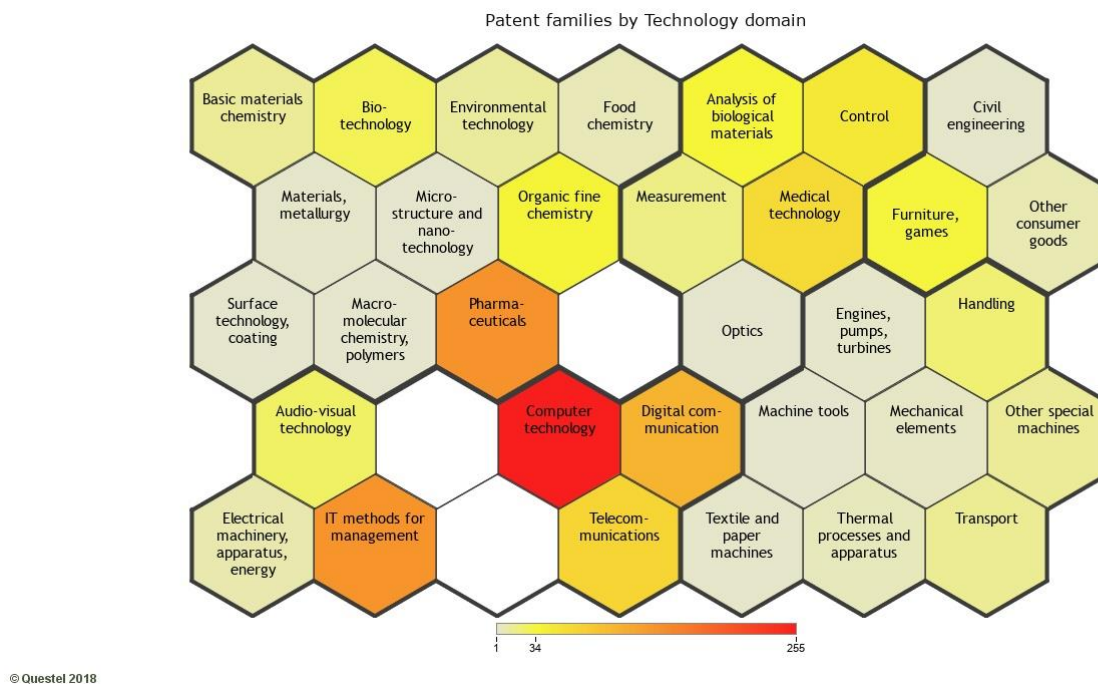 Patent families by Technology domain
Basic materials
chemistry
Bio-
technology
Environmental
technology
Food
chemistry
Analysis of
biological
materials
Control
Civil
engineering
Materials,
metallurgy
Micro-
structure and
nano-
technology
Organic fine
chemistry
Measurement
Medical
technology
Furniture,
games
Other
consumer
goods
Surface
technology,
coating
Macro-
molecular
chemistry,
polymers
Pharma-
ceuticals
Optics
Engines,
pumps,
turbines
Handling
Audio-visual
technology
Computer
technology
Digital com-
munication
Machine tools
Mechanical
elements
Other special
machines
Electrical
machinery,
apparatus,
energy
IT methods for
management
Telecom-
munications
Textile and
paper
machines
Thermal
processes and
apparatus
Transport
1 34 255
© Questel 2018